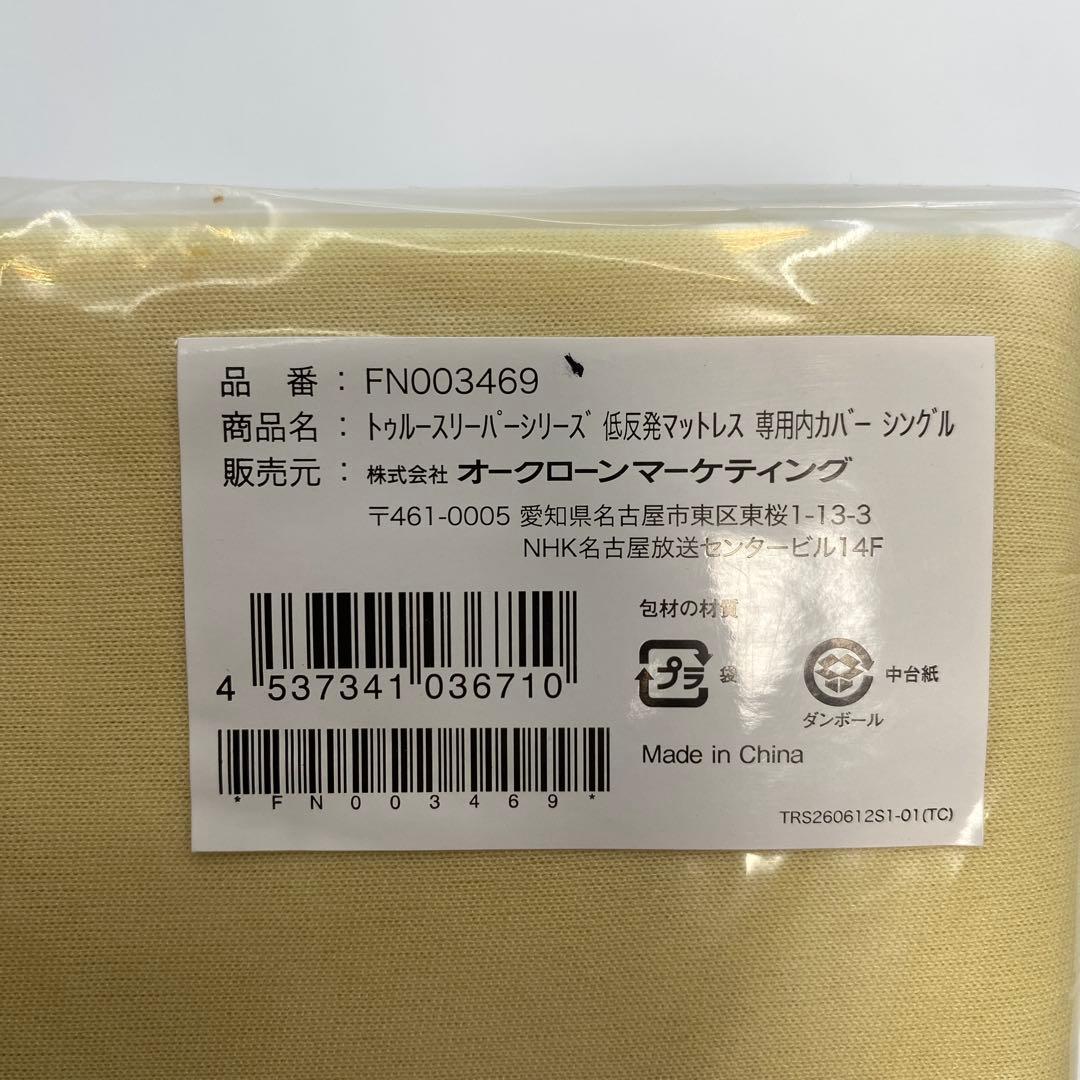 品　番：FN003469
商品名：トゥルースリーパーシリーズ 低反発マットレス 専用内カバー シングル
販売元：株式会社 オークローンマーケティング
〒461-0005 愛知県名古屋市東区東桜1-13-3
NHK名古屋放送センタービル14F
4 537341 036710
*FN003469*
包材の材質
プラ 袋
中台紙
ダンボール
Made in China
TRS260612S1-01(TC)